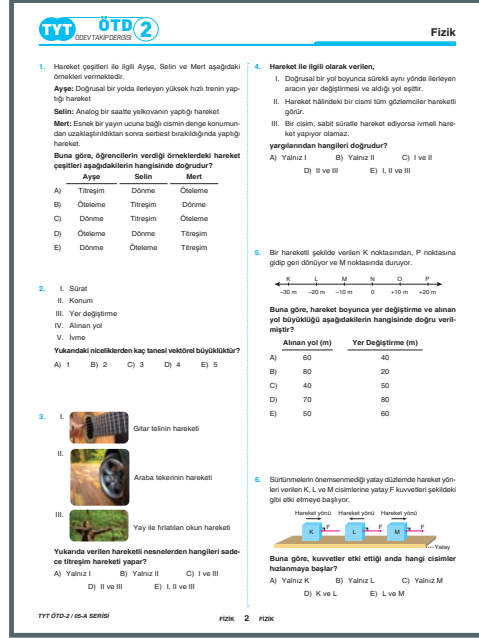 TYT ÖTD 2
ÖDEV TAKİP DERGİSİ
Fizik
1. Hareket çeşitleri ile ilgili Ayşe, Selin ve Mert aşağıdaki
örnekleri vermektedir.
Ayşe: Doğrusal bir yolda ilerleyen yüksek hızlı trenin yap-
tığı hareket
Selin: Analog bir saatte yelkovanın yaptığı hareket
Mert: Esnek bir yayın ucuna bağlı cismin denge konumun-
dan uzaklaştırıldıktan sonra serbest bırakıldığında yaptığı
hareket.
Buna göre, öğrencilerin verdiği örneklerdeki hareket
çeşitleri aşağıdakilerin hangisinde doğrudur?
Ayşe Selin Mert
A) Titreşim Dönme Öteleme
B) Öteleme Titreşim Dönme
C) Dönme Titreşim Öteleme
D) Öteleme Dönme Titreşim
E) Dönme Öteleme Titreşim
2. I. Sürat
II. Konum
III. Yer değiştirme
IV. Alınan yol
V. İvme
Yukarıdaki niceliklerden kaç tanesi vektörel büyüklüktür?
A) 1 B) 2 C) 3 D) 4 E) 5
3. I. Gitar telinin hareketi
II. Araba tekerinin hareketi
III. Yay ile fırlatılan okun hareketi
Yukarıda verilen hareketli nesnelerden hangileri sade-
ce titreşim hareketi yapar?
A) Yalnız I B) Yalnız II C) I ve III
D) II ve III E) I, II ve III
4. Hareket ile ilgili olarak verilen,
I. Doğrusal bir yol boyunca sürekli aynı yönde ilerleyen
aracın yer değiştirmesi ve aldığı yol eşittir.
II. Hareket hâlindeki bir cismi tüm gözlemciler hareketli
görür.
III. Bir cisim, sabit süratle hareket ediyorsa ivmeli hare-
ket yapıyor olamaz.
yargılarından hangileri doğrudur?
A) Yalnız I B) Yalnız II C) I ve II
D) II ve III E) I, II ve III
5. Bir hareketli şekilde verilen K noktasından, P noktasına
gidip geri dönüyor ve M noktasında duruyor.
K L M N O P
–30 m –20 m –10 m 0 +10 m +20 m
Buna göre, hareket boyunca yer değiştirme ve alınan
yol büyüklüğü aşağıdakilerin hangisinde doğru veril-
miştir?
Alınan yol (m) Yer Değiştirme (m)
A) 60 40
B) 80 20
C) 40 50
D) 70 80
E) 50 60
6. Sürtünmelerin önemsenmediği yatay düzlemde hareket yön-
leri verilen K, L ve M cisimlerine yatay F kuvvetleri şekildeki
gibi etki etmeye başlıyor.
Hareket yönü Hareket yönü Hareket yönü
K F L F M F
Yatay
Buna göre, kuvvetler etki ettiği anda hangi cisimler
hızlanmaya başlar?
A) Yalnız K B) Yalnız L C) Yalnız M
D) K ve L E) L ve M
TYT ÖTD-2 / 05-A SERİSİ
FİZİK 2 FİZİK